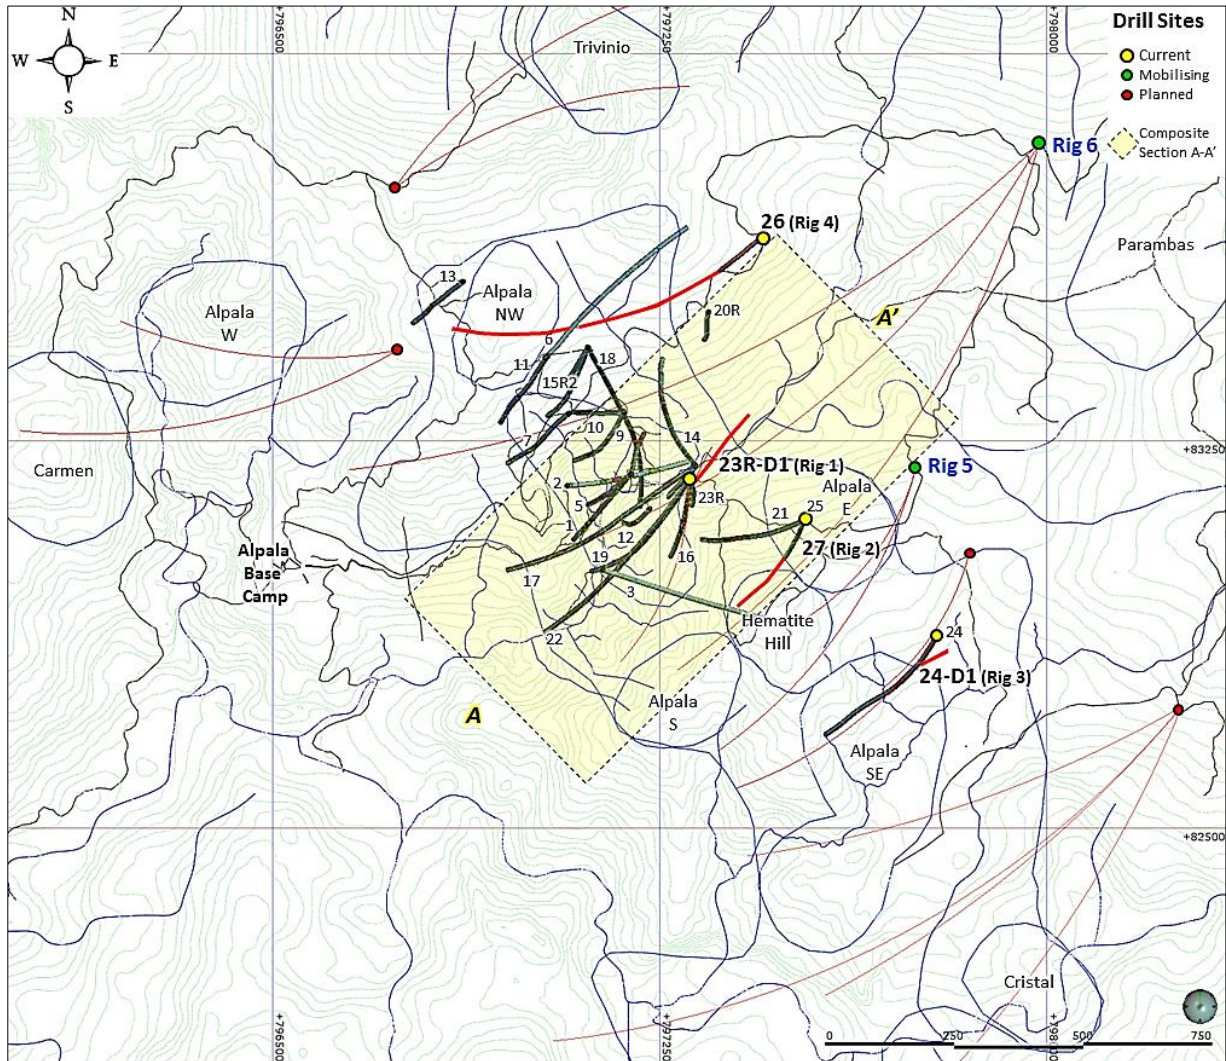 N
W E
S
+796500
+797250
+798000
Drill Sites
Current
Mobilising
Planned
Composite
Section A-A'
Trivinio
Rig 6
26 (Rig 4)
Parambas
13
Alpala
NW
Alpala
W
20R
A'
6
11
18
15R2
10
9
7
14
+83250
Carmen
23R-D1 (Rig 1)
Rig 5
2
23R
Alpala
E
5
21
25
1
12
27 (Rig 2)
Alpala
Base
Camp
19
16
17
3
Hematite
Hill
22
24
24-D1 (Rig 3)
Alpala
S
A
Alpala
SE
+82500
Cristal
+796500
+797250
+798000
0 250 500 750